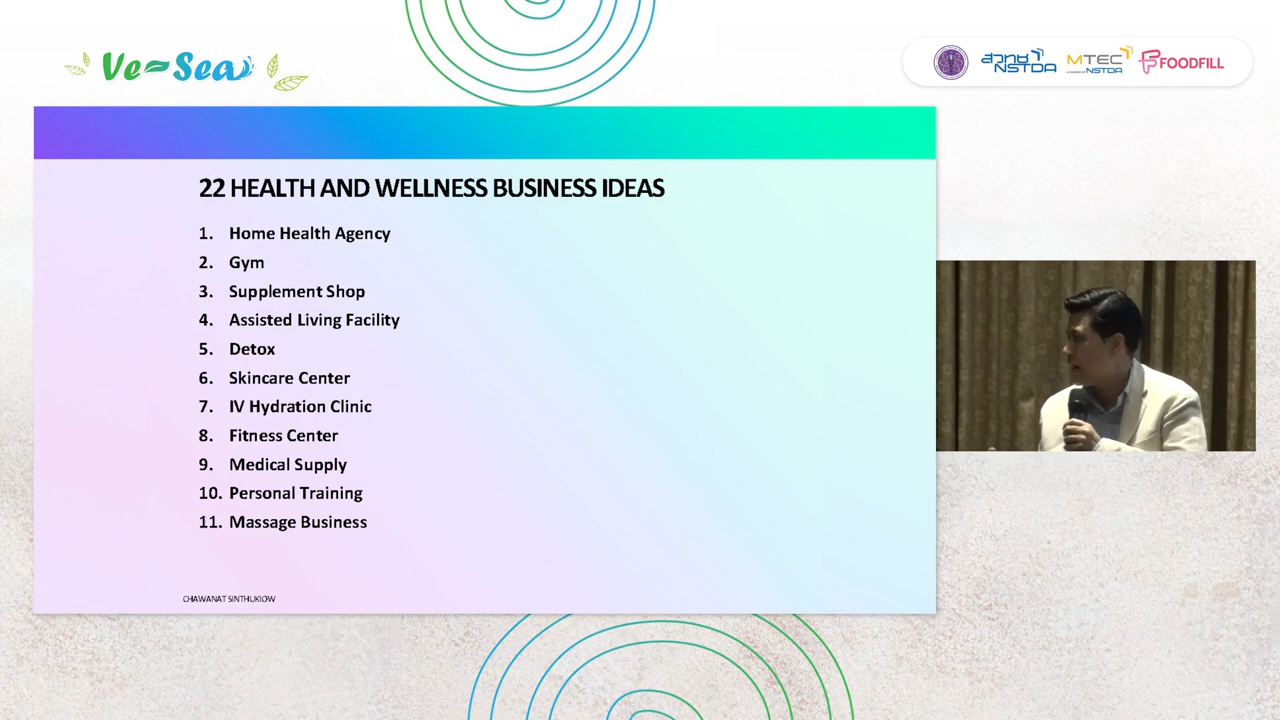 Ve-Sea
สวทช
NSTDA
MTEC
a member of NSTDA
FOODFILL
22 HEALTH AND WELLNESS BUSINESS IDEAS
1. Home Health Agency
2. Gym
3. Supplement Shop
4. Assisted Living Facility
5. Detox
6. Skincare Center
7. IV Hydration Clinic
8. Fitness Center
9. Medical Supply
10. Personal Training
11. Massage Business
CHAWANAT SINTHUKIOW